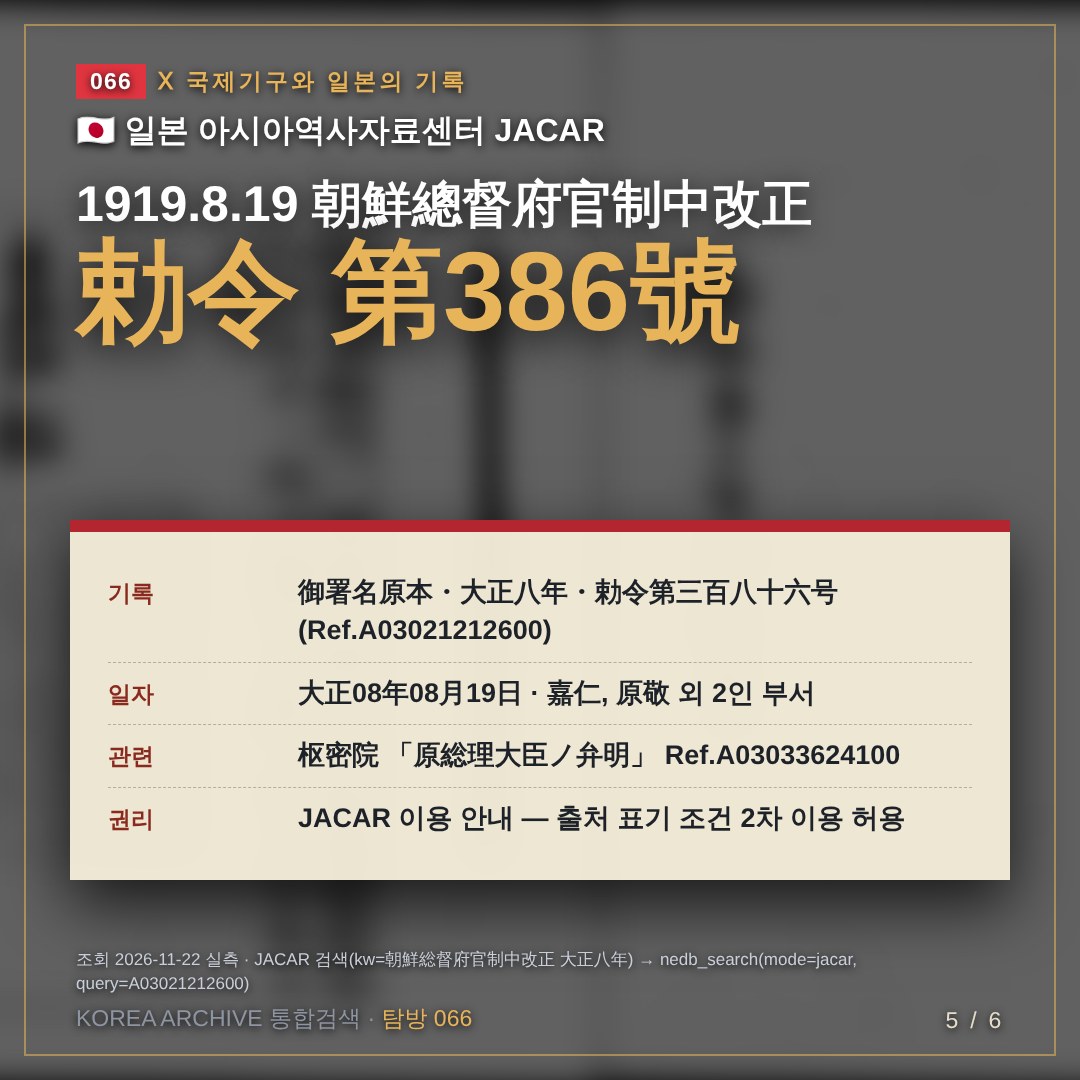 066 X 국제기구와 일본의 기록
🇯🇵 일본 아시아역사자료센터 JACAR
1919.8.19 朝鮮總督府官制中改正
勅令 第386號
기록 御署名原本・大正八年・勅令第三百八十六号
(Ref.A03021212600)
일자 大正08年08月19日 · 嘉仁, 原敬 외 2인 부서
관련 枢密院 「原総理大臣ノ弁明」 Ref.A03033624100
권리 JACAR 이용 안내 — 출처 표기 조건 2차 이용 허용
조회 2026-11-22 실측 · JACAR 검색(kw=朝鮮総督府官制中改正 大正八年) → nedb_search(mode=jacar,
query=A03021212600)
KOREA ARCHIVE 통합검색 · 탐방 066
5 / 6